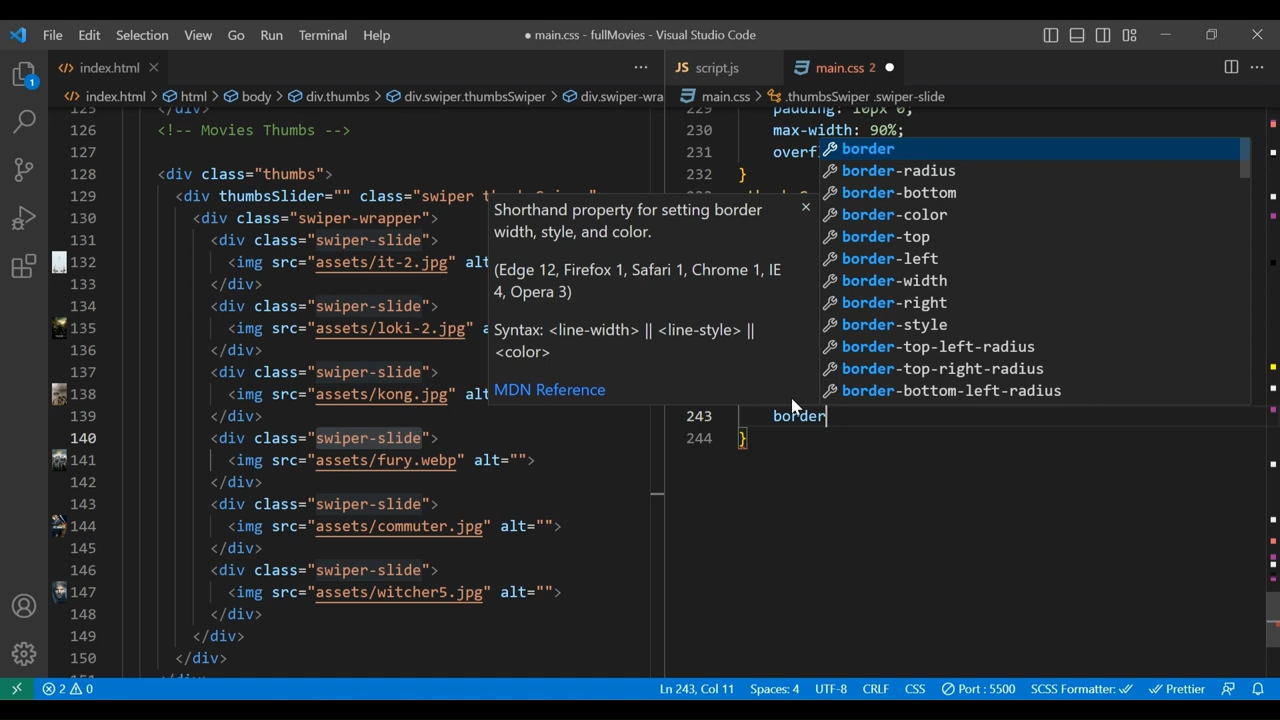 File Edit Selection View Go Run Terminal Help
● main.css - fullMovies - Visual Studio Code
1
</> index.html
···
JS script.js
main.css 2 ●
···
index.html > html > body > div.thumbs > div.swiper.thumbsSwiper > div.swiper-wra
main.css > .thumbsSwiper .swiper-slide
125 </div>
126 <!-- Movies Thumbs -->
127
128 <div class="thumbs">
129 <div thumbsSlider="" class="swiper
130 <div class="swiper-wrapper">
131 <div class="swiper-slide">
132 <img src="assets/it-2.jpg" alt
133 </div>
134 <div class="swiper-slide">
135 <img src="assets/loki-2.jpg"
136 </div>
137 <div class="swiper-slide">
138 <img src="assets/kong.jpg" alt
139 </div>
140 <div class="swiper-slide">
141 <img src="assets/fury.webp" alt="">
142 </div>
143 <div class="swiper-slide">
144 <img src="assets/commuter.jpg" alt="">
145 </div>
146 <div class="swiper-slide">
147 <img src="assets/witcher5.jpg" alt="">
148 </div>
149 </div>
150 </div>
229 padding: 10px 0;
230 max-width: 90%;
231 overf
232 }
border
border-radius
border-bottom
border-color
border-top
border-left
border-width
border-right
border-style
border-top-left-radius
border-top-right-radius
border-bottom-left-radius
Shorthand property for setting border
width, style, and color.
(Edge 12, Firefox 1, Safari 1, Chrome 1, IE
4, Opera 3)
Syntax: <line-width> || <line-style> ||
<color>
MDN Reference
243 border
244 }
2 0
Ln 243, Col 11 Spaces: 4 UTF-8 CRLF CSS Port : 5500 SCSS Formatter: Prettier